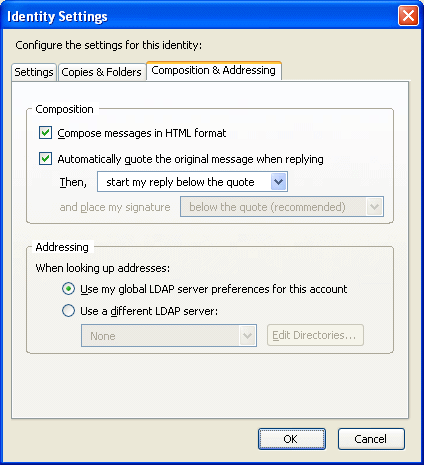 Identity Settings
Configure the settings for this identity:
Settings Copies & Folders Composition & Addressing
Composition
Compose messages in HTML format
Automatically quote the original message when replying
Then, start my reply below the quote
and place my signature below the quote (recommended)
Addressing
When looking up addresses:
Use my global LDAP server preferences for this account
Use a different LDAP server:
None Edit Directories...
OK Cancel